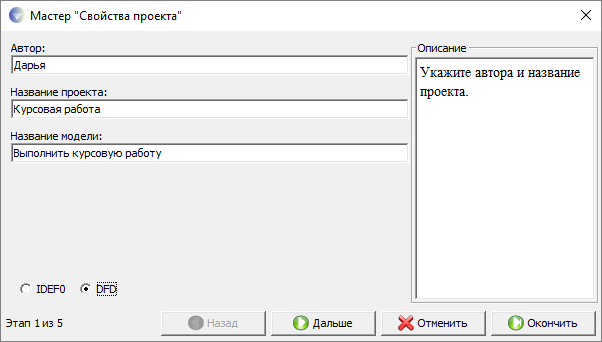 Мастер "Свойства проекта"
Автор:
Дарья
Название проекта:
Курсовая работа
Название модели:
Выполнить курсовую работу
Описание
Укажите автора и название
проекта.
IDEF0 DFD
Этап 1 из 5 Назад Дальше Отменить Окончить